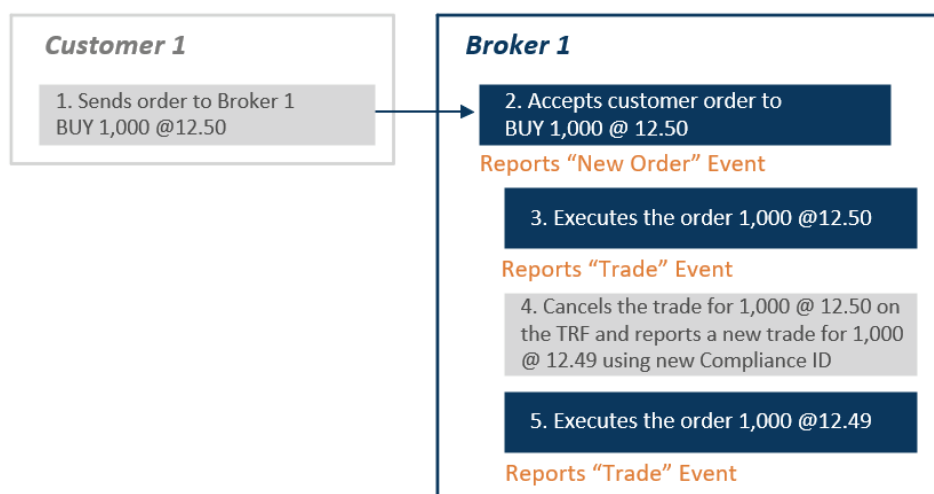 Customer 1
1. Sends order to Broker 1
BUY 1,000 @12.50
Broker 1
2. Accepts customer order to
BUY 1,000 @ 12.50
Reports “New Order” Event
3. Executes the order 1,000 @12.50
Reports “Trade” Event
4. Cancels the trade for 1,000 @ 12.50 on
the TRF and reports a new trade for 1,000
@ 12.49 using new Compliance ID
5. Executes the order 1,000 @12.49
Reports “Trade” Event